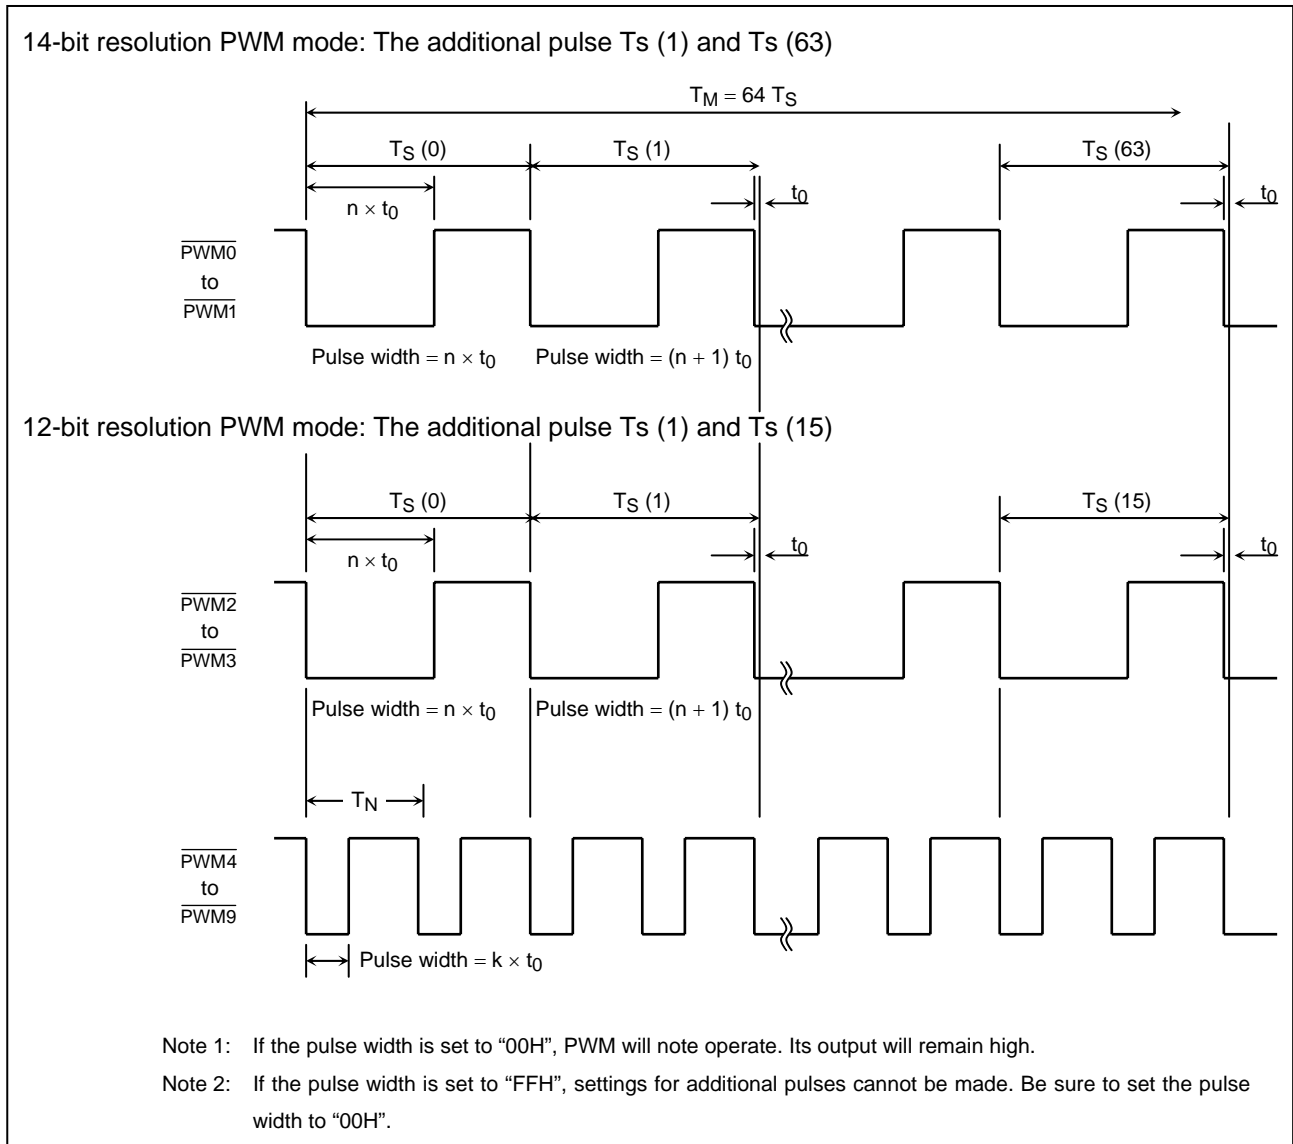 14-bit resolution PWM mode: The additional pulse Ts (1) and Ts (63)
TM = 64 TS
TS (0)
TS (1)
TS (63)
n × t0
t0
t0
PWM0
to
PWM1
Pulse width = n × t0
Pulse width = (n + 1) t0
12-bit resolution PWM mode: The additional pulse Ts (1) and Ts (15)
TS (0)
TS (1)
TS (15)
n × t0
t0
t0
PWM2
to
PWM3
Pulse width = n × t0
Pulse width = (n + 1) t0
TN
PWM4
to
PWM9
Pulse width = k × t0
Note 1: If the pulse width is set to “00H”, PWM will note operate. Its output will remain high.
Note 2: If the pulse width is set to “FFH”, settings for additional pulses cannot be made. Be sure to set the pulse
width to “00H”.